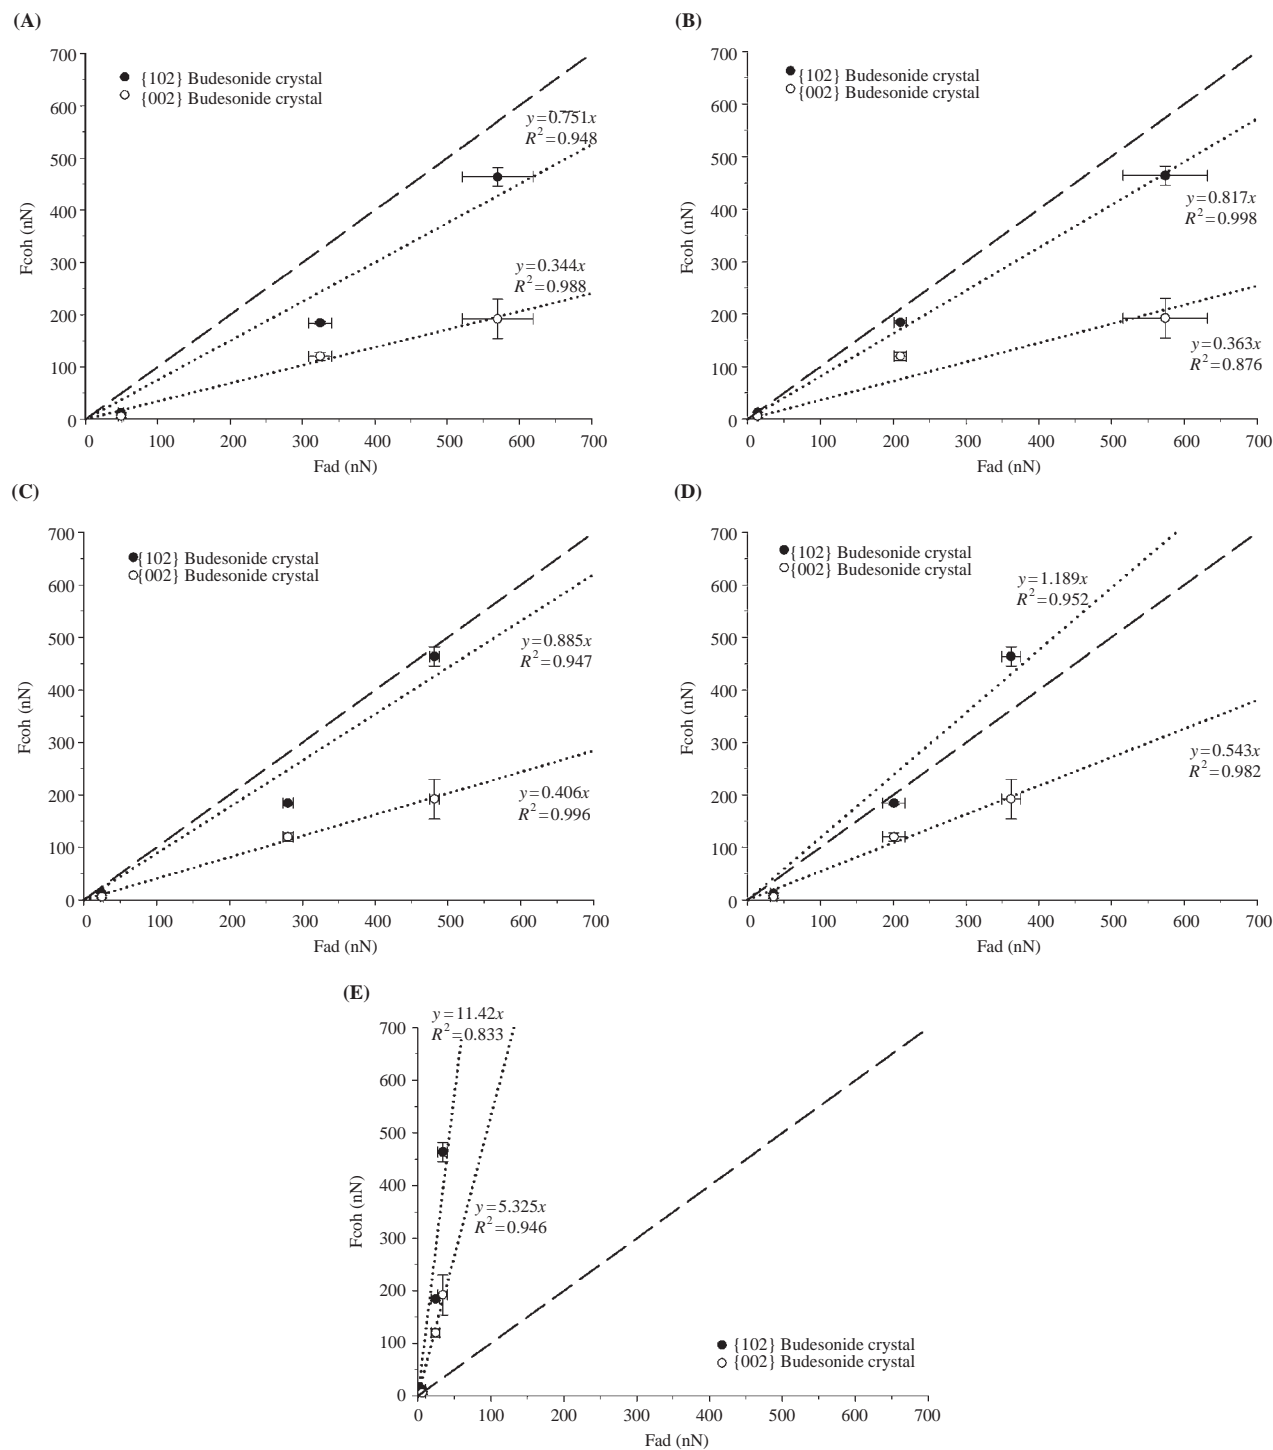 (A)
700
600
500
400
300
200
100
0
Fcoh (nN)
{102} Budesonide crystal
{002} Budesonide crystal
y=0.751x
R²=0.948
y=0.344x
R²=0.988
0 100 200 300 400 500 600 700
Fad (nN)
(B)
700
600
500
400
300
200
100
0
Fcoh (nN)
{102} Budesonide crystal
{002} Budesonide crystal
y=0.817x
R²=0.998
y=0.363x
R²=0.876
0 100 200 300 400 500 600 700
Fad (nN)
(C)
700
600
500
400
300
200
100
0
Fcoh (nN)
{102} Budesonide crystal
{002} Budesonide crystal
y=0.885x
R²=0.947
y=0.406x
R²=0.996
0 100 200 300 400 500 600 700
Fad (nN)
(D)
700
600
500
400
300
200
100
0
Fcoh (nN)
{102} Budesonide crystal
{002} Budesonide crystal
y=1.189x
R²=0.952
y=0.543x
R²=0.982
0 100 200 300 400 500 600 700
Fad (nN)
(E)
700
600
500
400
300
200
100
0
Fcoh (nN)
y=11.42x
R²=0.833
y=5.325x
R²=0.946
{102} Budesonide crystal
{002} Budesonide crystal
0 100 200 300 400 500 600 700
Fad (nN)